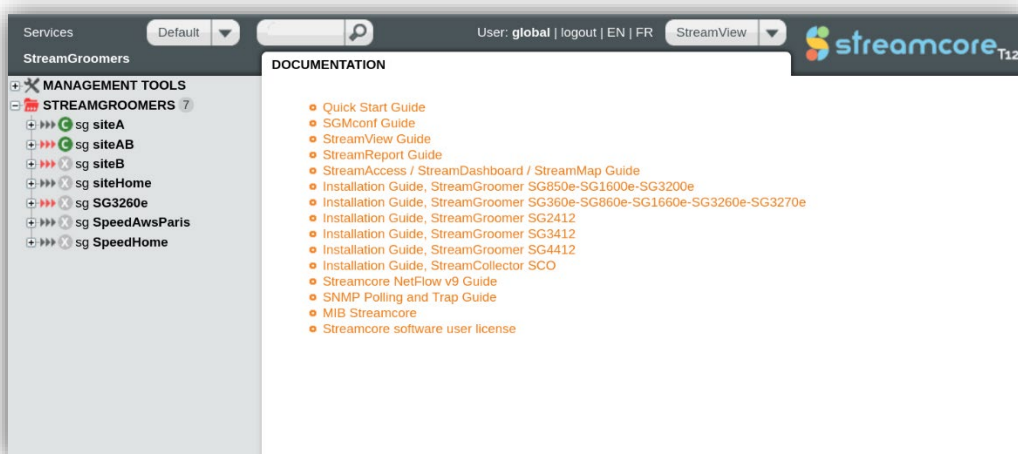 Services
Default
User: global | logout | EN | FR
StreamView
streamcore T12
StreamGroomers
DOCUMENTATION
MANAGEMENT TOOLS
STREAMGROOMERS 7
C sg siteA
C sg siteAB
X sg siteB
X sg siteHome
X sg SG3260e
X sg SpeedAwsParis
X sg SpeedHome
Quick Start Guide
SGMconf Guide
StreamView Guide
StreamReport Guide
StreamAccess / StreamDashboard / StreamMap Guide
Installation Guide, StreamGroomer SG850e-SG1600e-SG3200e
Installation Guide, StreamGroomer SG360e-SG860e-SG1660e-SG3260e-SG3270e
Installation Guide, StreamGroomer SG2412
Installation Guide, StreamGroomer SG3412
Installation Guide, StreamGroomer SG4412
Installation Guide, StreamCollector SCO
Streamcore NetFlow v9 Guide
SNMP Polling and Trap Guide
MIB Streamcore
Streamcore software user license